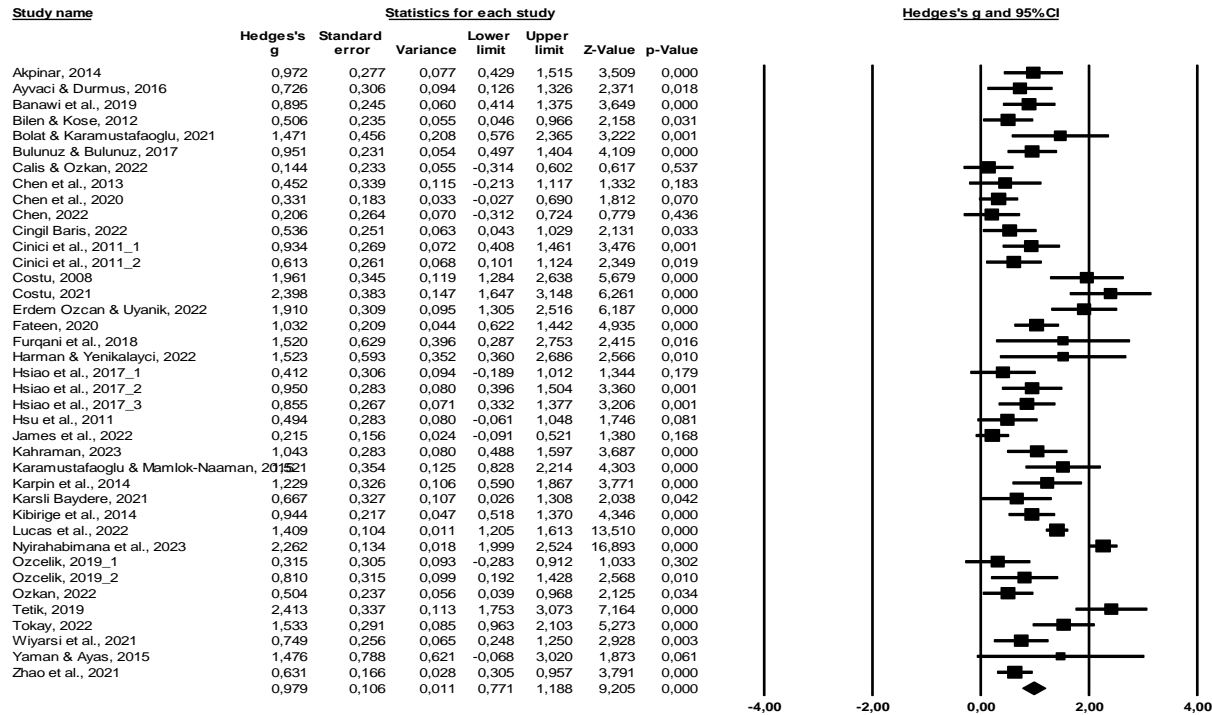 Study name Statistics for each study Hedges's g and 95%CI
Hedges's Standard Lower Upper
g error Variance limit limit Z-Value p-Value
Akpinar, 2014 0,972 0,277 0,077 0,429 1,515 3,509 0,000
Ayvaci & Durmus, 2016 0,726 0,306 0,094 0,126 1,326 2,371 0,018
Banawi et al., 2019 0,895 0,245 0,060 0,414 1,375 3,649 0,000
Bilen & Kose, 2012 0,506 0,235 0,055 0,046 0,966 2,158 0,031
Bolat & Karamustafaoglu, 2021 1,471 0,456 0,208 0,576 2,365 3,222 0,001
Bulunuz & Bulunuz, 2017 0,951 0,231 0,054 0,497 1,404 4,109 0,000
Calis & Ozkan, 2022 0,144 0,233 0,055 -0,314 0,602 0,617 0,537
Chen et al., 2013 0,452 0,339 0,115 -0,213 1,117 1,332 0,183
Chen et al., 2020 0,331 0,183 0,033 -0,027 0,690 1,812 0,070
Chen, 2022 0,206 0,264 0,070 -0,312 0,724 0,779 0,436
Cingil Baris, 2022 0,536 0,251 0,063 0,043 1,029 2,131 0,033
Cinici et al., 2011_1 0,934 0,269 0,072 0,408 1,461 3,476 0,001
Cinici et al., 2011_2 0,613 0,261 0,068 0,101 1,124 2,349 0,019
Costu, 2008 1,961 0,345 0,119 1,284 2,638 5,679 0,000
Costu, 2021 2,398 0,383 0,147 1,647 3,148 6,261 0,000
Erdem Ozcan & Uyanik, 2022 1,910 0,309 0,095 1,305 2,516 6,187 0,000
Fateen, 2020 1,032 0,209 0,044 0,622 1,442 4,935 0,000
Furqani et al., 2018 1,520 0,629 0,396 0,287 2,753 2,415 0,016
Harman & Yenikalayci, 2022 1,523 0,593 0,352 0,360 2,686 2,566 0,010
Hsiao et al., 2017_1 0,412 0,306 0,094 -0,189 1,012 1,344 0,179
Hsiao et al., 2017_2 0,950 0,283 0,080 0,396 1,504 3,360 0,001
Hsiao et al., 2017_3 0,855 0,267 0,071 0,332 1,377 3,206 0,001
Hsu et al., 2011 0,494 0,283 0,080 -0,061 1,048 1,746 0,081
James et al., 2022 0,215 0,156 0,024 -0,091 0,521 1,380 0,168
Kahraman, 2023 1,043 0,283 0,080 0,488 1,597 3,687 0,000
Karamustafaoglu & Mamlok-Naaman, 2015 1,521 0,354 0,125 0,828 2,214 4,303 0,000
Karpin et al., 2014 1,229 0,326 0,106 0,590 1,867 3,771 0,000
Karsli Baydere, 2021 0,667 0,327 0,107 0,026 1,308 2,038 0,042
Kibirige et al., 2014 0,944 0,217 0,047 0,518 1,370 4,346 0,000
Lucas et al., 2022 1,409 0,104 0,011 1,205 1,613 13,510 0,000
Nyirahabimana et al., 2023 2,262 0,134 0,018 1,999 2,524 16,893 0,000
Ozcelik, 2019_1 0,315 0,305 0,093 -0,283 0,912 1,033 0,302
Ozcelik, 2019_2 0,810 0,315 0,099 0,192 1,428 2,568 0,010
Ozkan, 2022 0,504 0,237 0,056 0,039 0,968 2,125 0,034
Tetik, 2019 2,413 0,337 0,113 1,753 3,073 7,164 0,000
Tokay, 2022 1,533 0,291 0,085 0,963 2,103 5,273 0,000
Wiyarsi et al., 2021 0,749 0,256 0,065 0,248 1,250 2,928 0,003
Yaman & Ayas, 2015 1,476 0,788 0,621 -0,068 3,020 1,873 0,061
Zhao et al., 2021 0,631 0,166 0,028 0,305 0,957 3,791 0,000
0,979 0,106 0,011 0,771 1,188 9,205 0,000
-4,00 -2,00 0,00 2,00 4,00